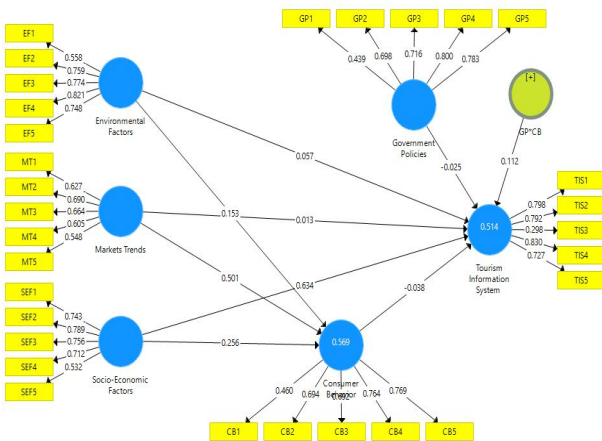 GP1
GP2
GP3
GP4
GP5
EF1
EF2
EF3
EF4
EF5
0.558
0.759
0.774
0.821
0.748
Environmental
Factors
0.439
0.698
0.716
0.800
0.783
Government
Policies
[+]
GP*CB
0.057
-0.025
0.112
MT1
MT2
MT3
MT4
MT5
0.627
0.690
0.664
0.605
0.548
Markets Trends
0.153
0.013
0.501
0.634
0.256
-0.038
0.514
Tourism
Information
System
0.798
0.792
0.298
0.830
0.727
TIS1
TIS2
TIS3
TIS4
TIS5
SEF1
SEF2
SEF3
SEF4
SEF5
0.743
0.789
0.756
0.712
0.532
Socio-Economic
Factors
0.569
Consumer
Behavior
0.460
0.694
0.764
0.769
CB1
CB2
CB3
CB4
CB5